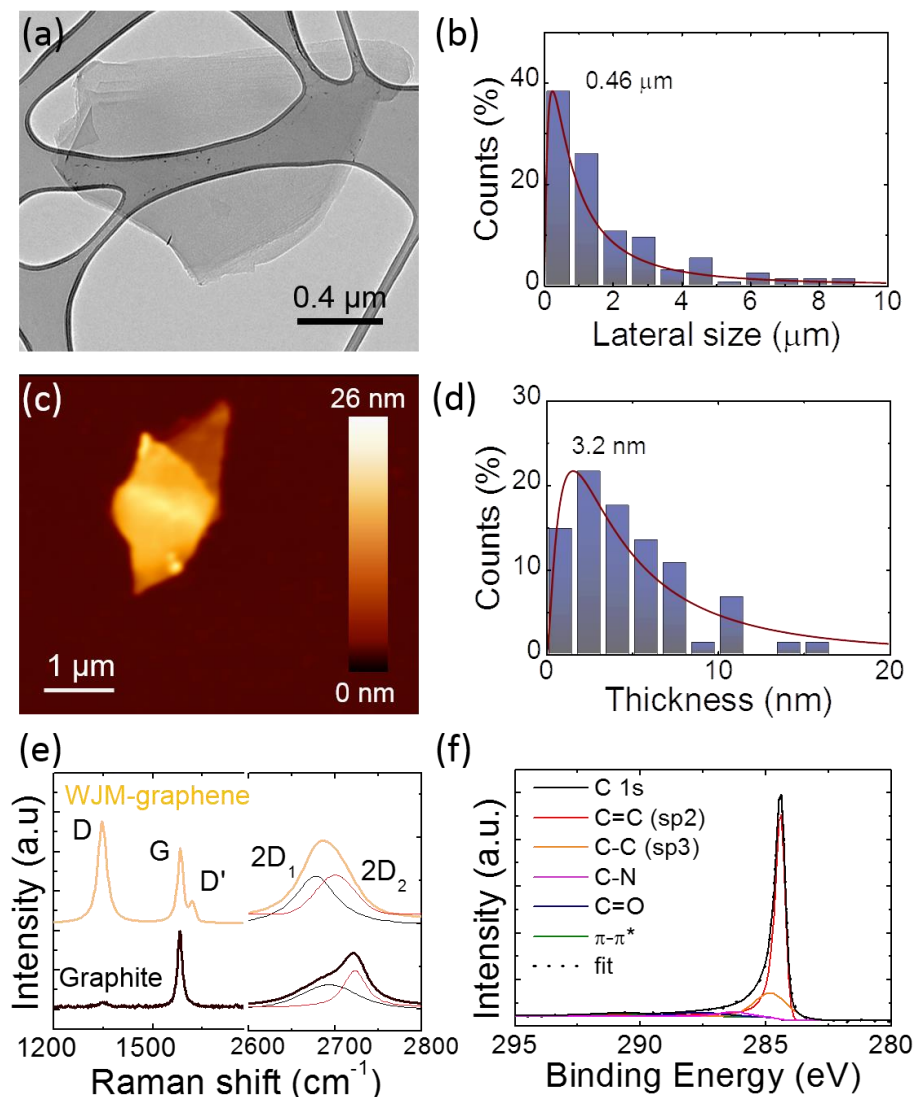 (a)
0.4 μm
(b)
40
20
0
Counts (%)
0.46 μm
0 2 4 6 8 10
Lateral size (μm)
(c)
26 nm
0 nm
1 μm
(d)
30
20
10
0
Counts (%)
3.2 nm
0 10 20
Thickness (nm)
(e)
Intensity (a.u)
WJM-graphene
D
G
D'
2D₁
2D₂
Graphite
1200 1500 2600 2700 2800
Raman shift (cm⁻¹)
(f)
Intensity (a.u.)
C 1s
C=C (sp2)
C-C (sp3)
C-N
C=O
π-π*
fit
295 290 285 280
Binding Energy (eV)